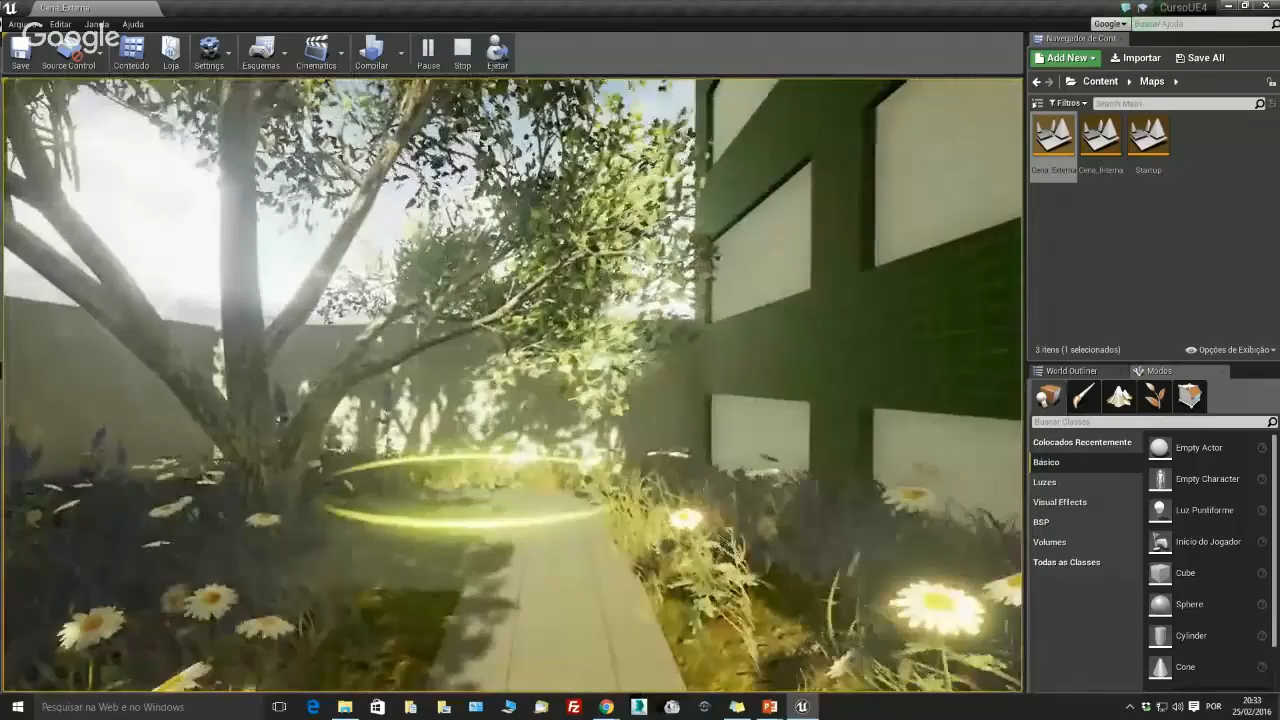 Cena_Externa
CursoUE4
Editar
Ajuda
Google
Google
Buscar Ajuda
Save
Source Control
Conteúdo
Loja
Settings
Esquemas
Cinematics
Compilar
Pause
Stop
Ejetar
Navegador de Cont
Add New
Importar
Save All
Content
Maps
Filtros
Search Maps
Cena_Externa
Cena_Interna
Startup
3 itens (1 selecionados)
Opções de Exibição
World Outliner
Modos
Buscar Classes
Colocados Recentemente
Básico
Luzes
Visual Effects
BSP
Volumes
Todas as Classes
Empty Actor
Empty Character
Luz Puntiforme
Início do Jogador
Cube
Sphere
Cylinder
Cone
Pesquisar na Web e no Windows
POR
20:33
25/02/2016